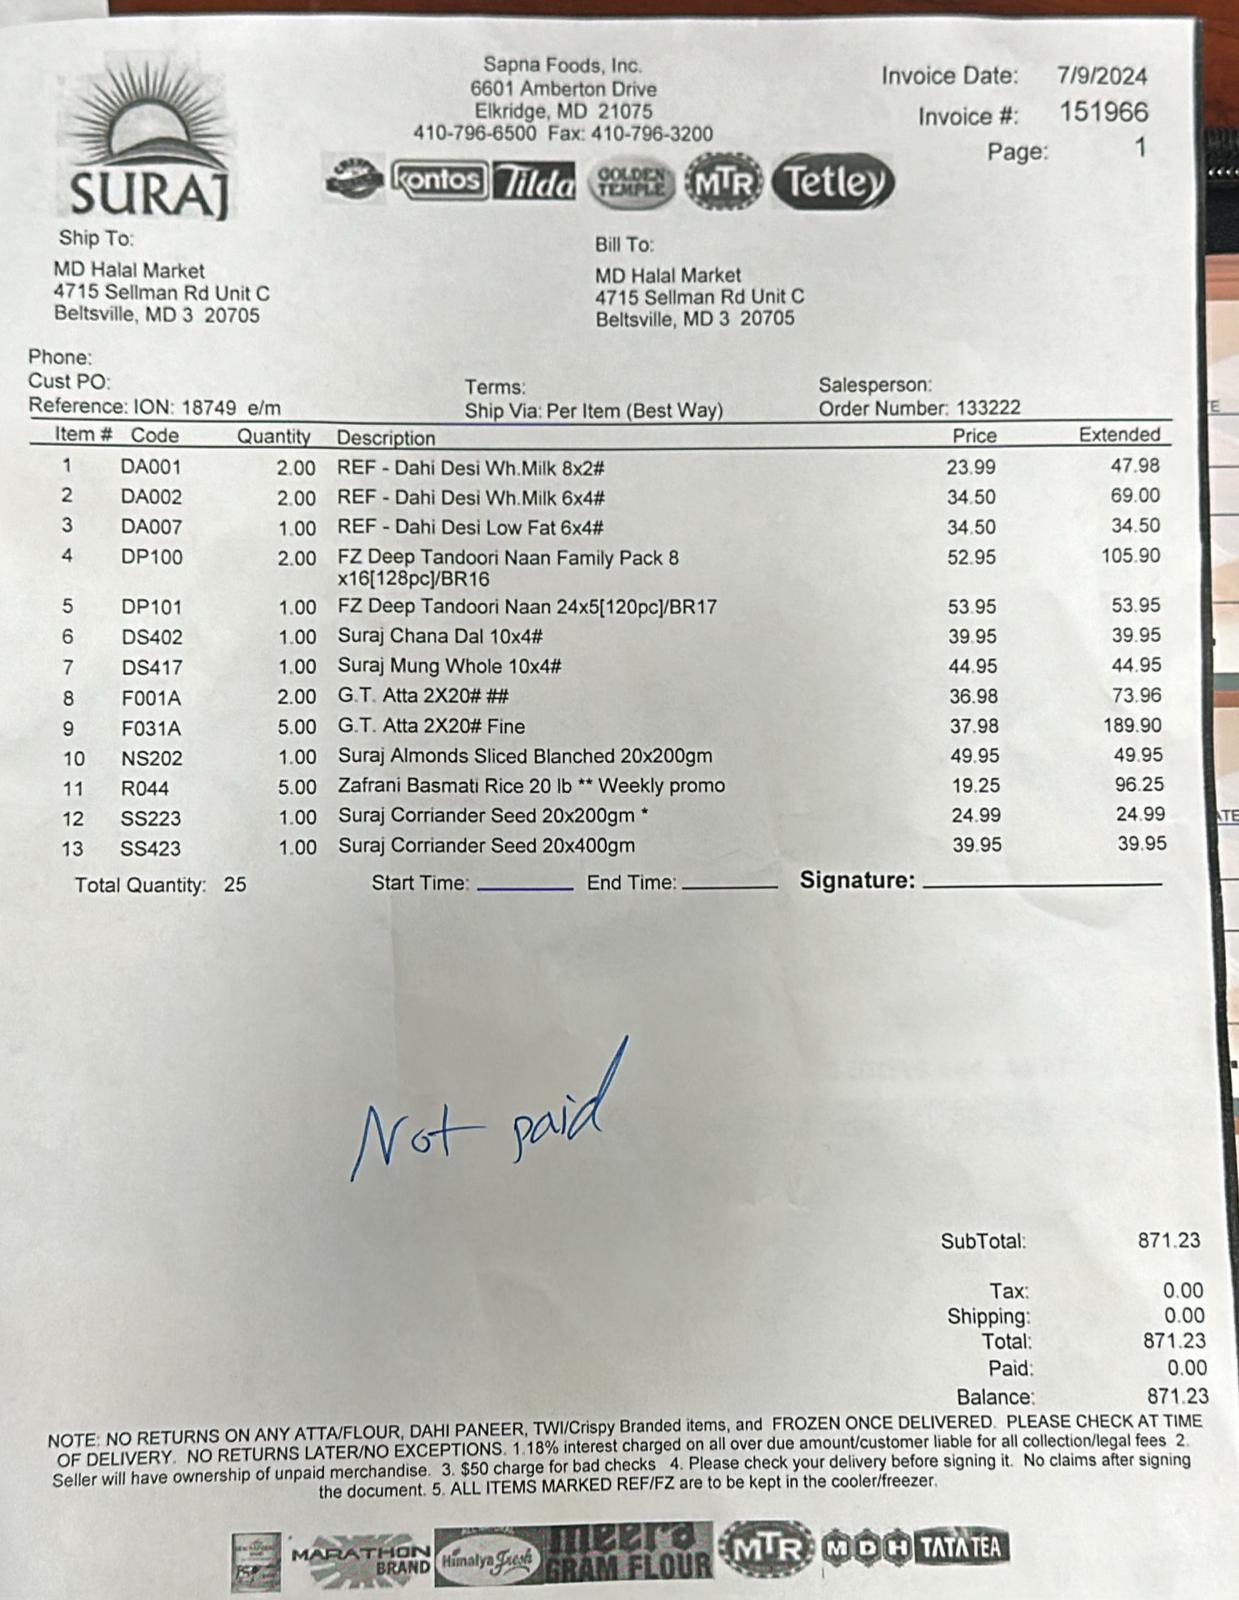 Sapna Foods, Inc.
6601 Amberton Drive
Elkridge, MD 21075
410-796-6500 Fax: 410-796-3200
Invoice Date: 7/9/2024
Invoice #: 151966
Page: 1
SURAJ
kontos Tilda GOLDEN TEMPLE MTR Tetley
Ship To:
MD Halal Market
4715 Sellman Rd Unit C
Beltsville, MD 3 20705
Bill To:
MD Halal Market
4715 Sellman Rd Unit C
Beltsville, MD 3 20705
Phone:
Cust PO:
Reference: ION: 18749 e/m
Terms:
Ship Via: Per Item (Best Way)
Salesperson:
Order Number: 133222
Item # Code Quantity Description Price Extended
1 DA001 2.00 REF - Dahi Desi Wh.Milk 8x2# 23.99 47.98
2 DA002 2.00 REF - Dahi Desi Wh.Milk 6x4# 34.50 69.00
3 DA007 1.00 REF - Dahi Desi Low Fat 6x4# 34.50 34.50
4 DP100 2.00 FZ Deep Tandoori Naan Family Pack 8 52.95 105.90
x16[128pc]/BR16
5 DP101 1.00 FZ Deep Tandoori Naan 24x5[120pc]/BR17 53.95 53.95
6 DS402 1.00 Suraj Chana Dal 10x4# 39.95 39.95
7 DS417 1.00 Suraj Mung Whole 10x4# 44.95 44.95
8 F001A 2.00 G.T. Atta 2X20# ## 36.98 73.96
9 F031A 5.00 G.T. Atta 2X20# Fine 37.98 189.90
10 NS202 1.00 Suraj Almonds Sliced Blanched 20x200gm 49.95 49.95
11 R044 5.00 Zafrani Basmati Rice 20 lb ** Weekly promo 19.25 96.25
12 SS223 1.00 Suraj Corriander Seed 20x200gm * 24.99 24.99
13 SS423 1.00 Suraj Corriander Seed 20x400gm 39.95 39.95
Total Quantity: 25 Start Time: End Time: Signature:
Not paid
SubTotal: 871.23
Tax: 0.00
Shipping: 0.00
Total: 871.23
Paid: 0.00
Balance: 871.23
NOTE: NO RETURNS ON ANY ATTA/FLOUR, DAHI PANEER, TWI/Crispy Branded items, and FROZEN ONCE DELIVERED. PLEASE CHECK AT TIME
OF DELIVERY. NO RETURNS LATER/NO EXCEPTIONS. 1.18% interest charged on all over due amount/customer liable for all collection/legal fees 2.
Seller will have ownership of unpaid merchandise. 3. $50 charge for bad checks 4. Please check your delivery before signing it. No claims after signing
the document. 5. ALL ITEMS MARKED REF/FZ are to be kept in the cooler/freezer.
MARATHON BRAND Himalya Fresh meera GRAM FLOUR MTR MDH TATA TEA